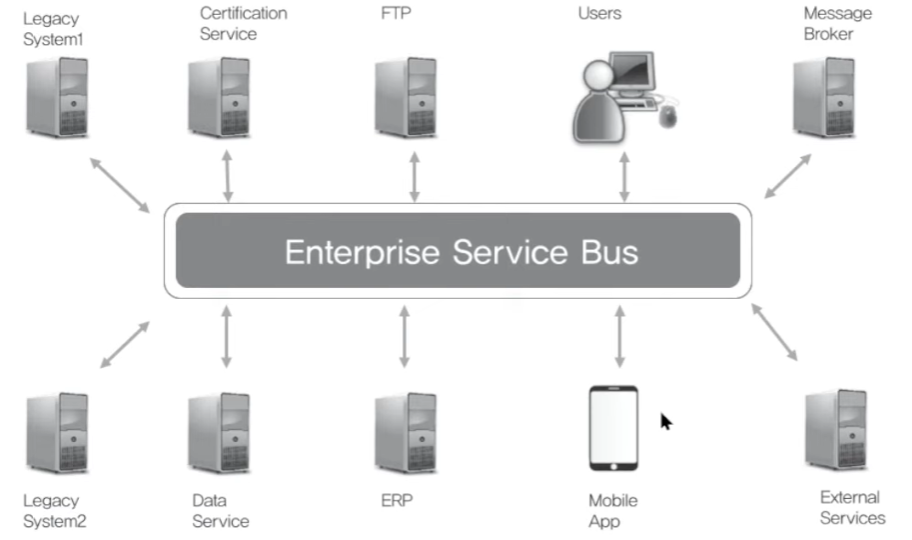 Legacy
System1
Certification
Service
FTP
Users
Message
Broker
Enterprise Service Bus
Legacy
System2
Data
Service
ERP
Mobile
App
External
Services